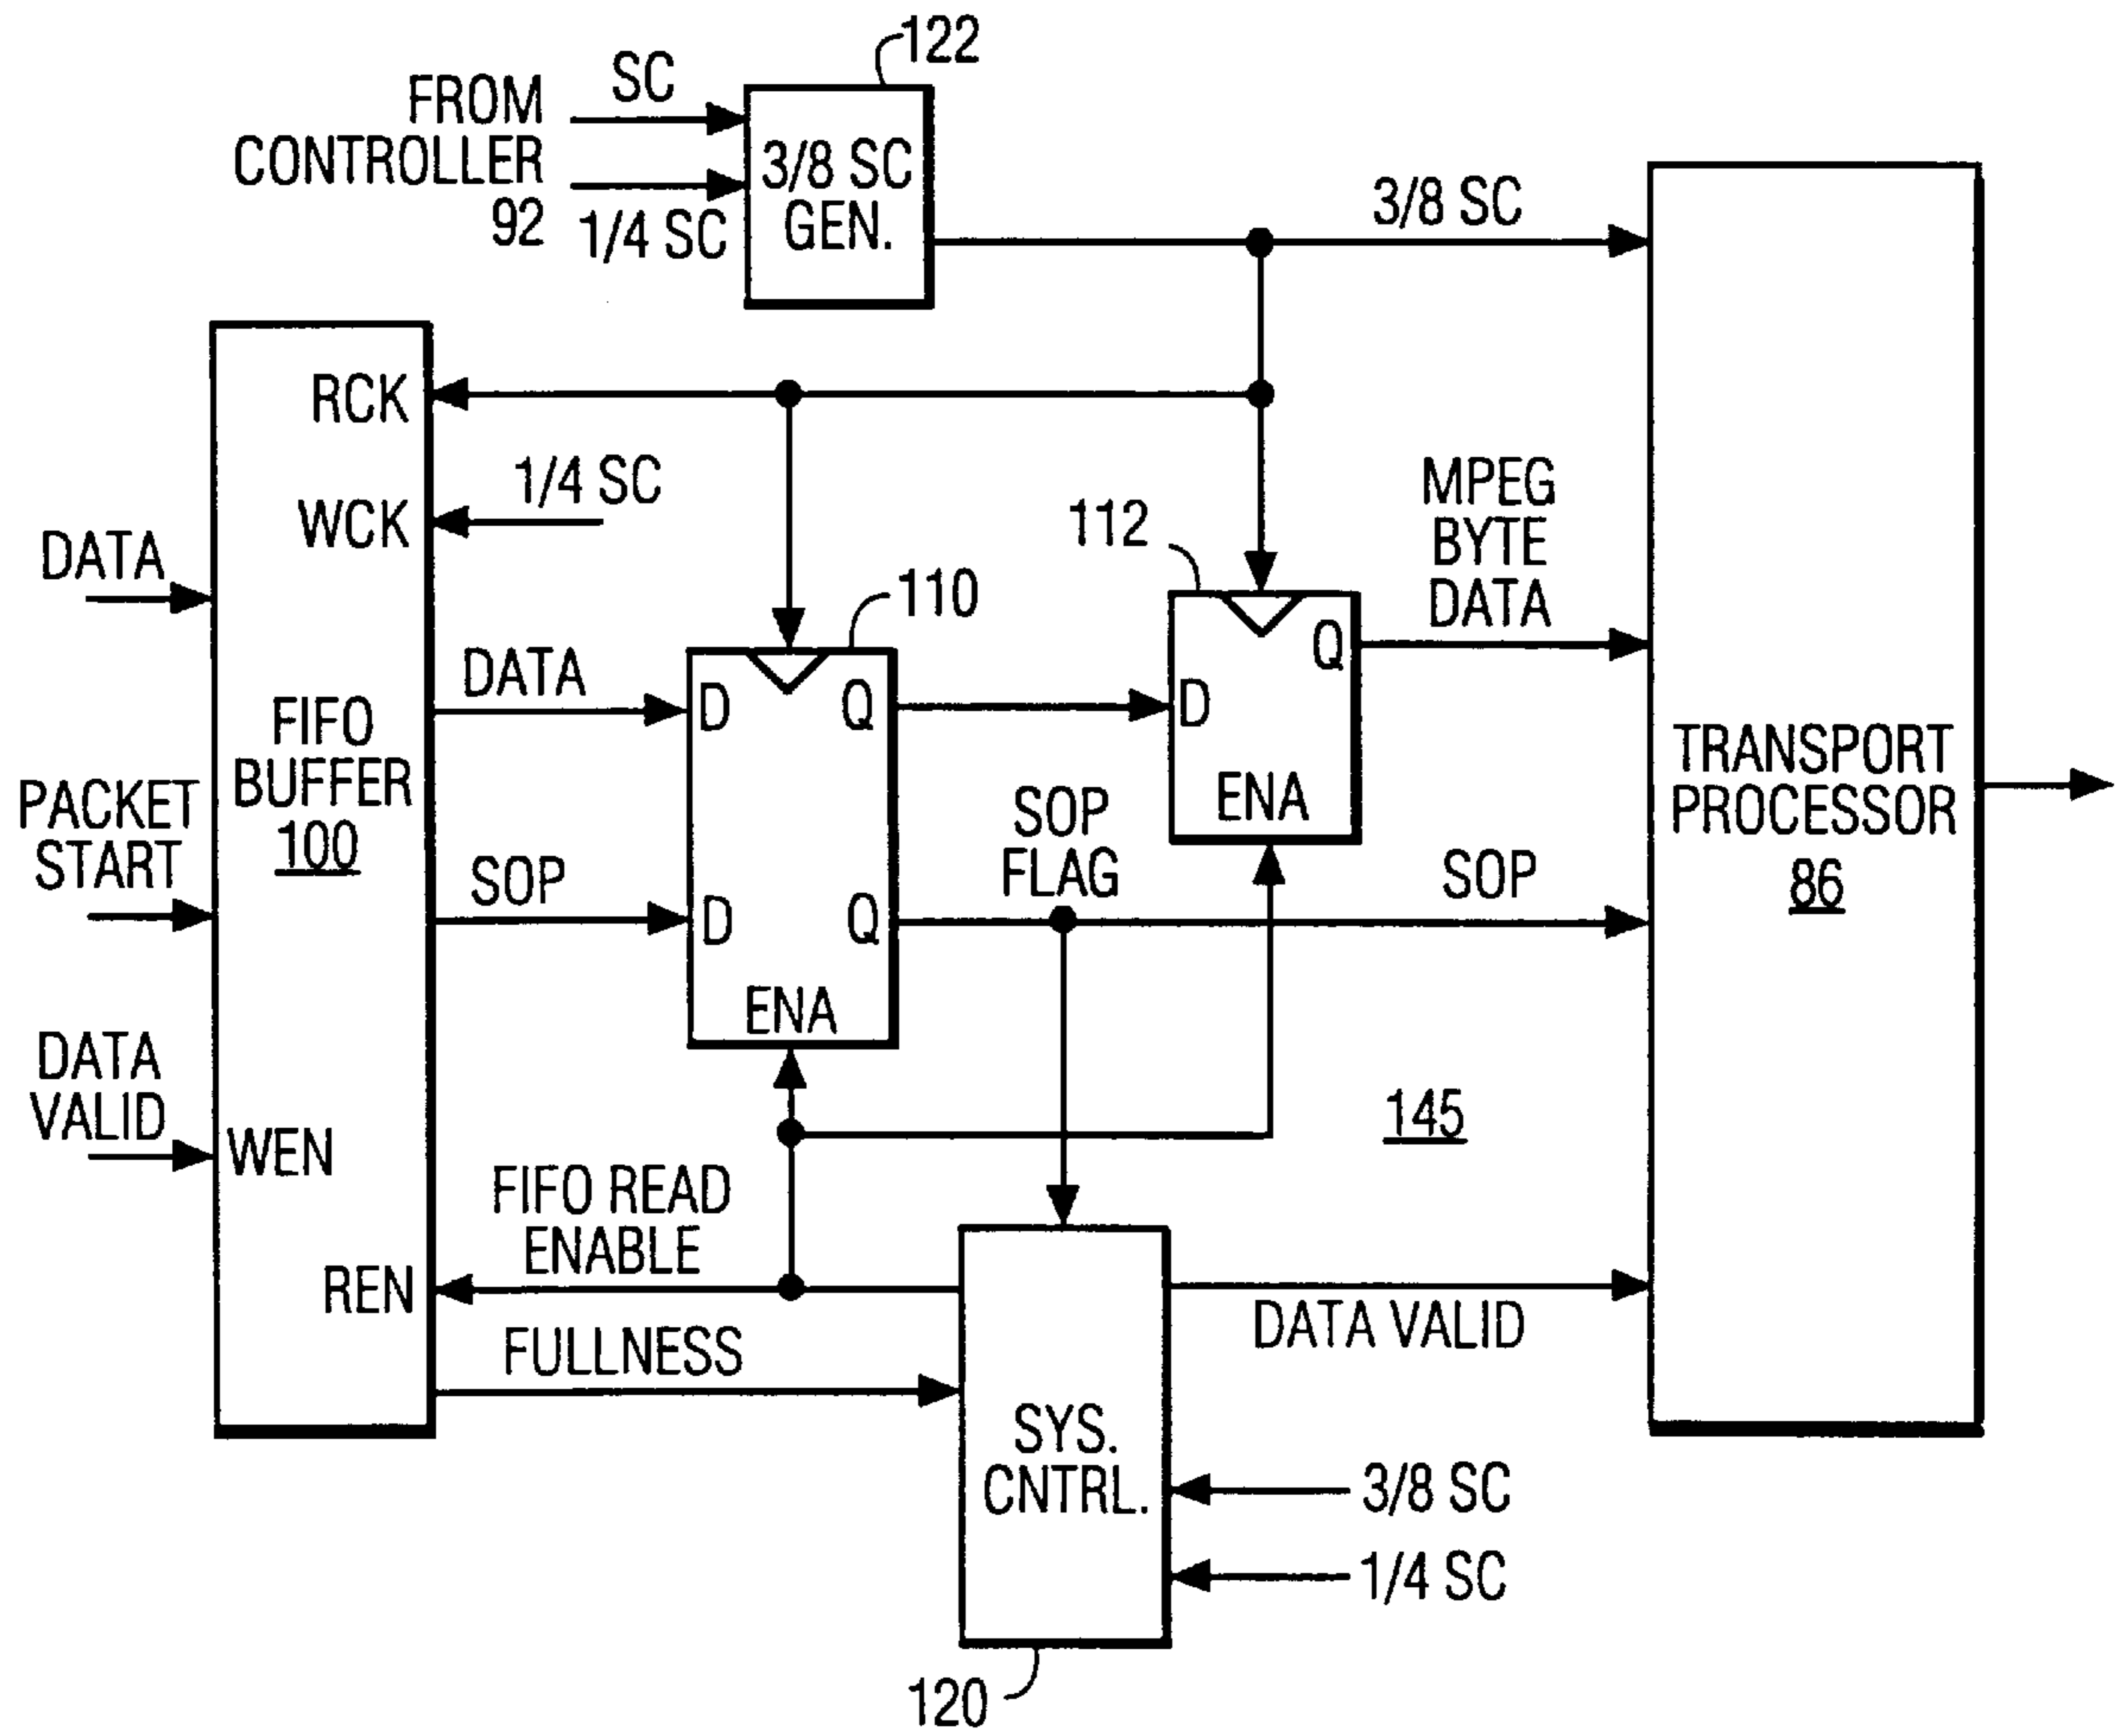 122
SC
FROM
CONTROLLER
92
1/4 SC
3/8 SC
GEN.
3/8 SC
RCK
1/4 SC
WCK
DATA
112
MPEG
BYTE
DATA
110
DATA
D
Q
D
Q
ENA
FIFO
BUFFER
100
PACKET
START
SOP
D
Q
ENA
SOP
FLAG
SOP
TRANSPORT
PROCESSOR
86
DATA
VALID
WEN
145
FIFO READ
ENABLE
REN
DATA VALID
FULLNESS
SYS.
CNTRL.
3/8 SC
1/4 SC
120